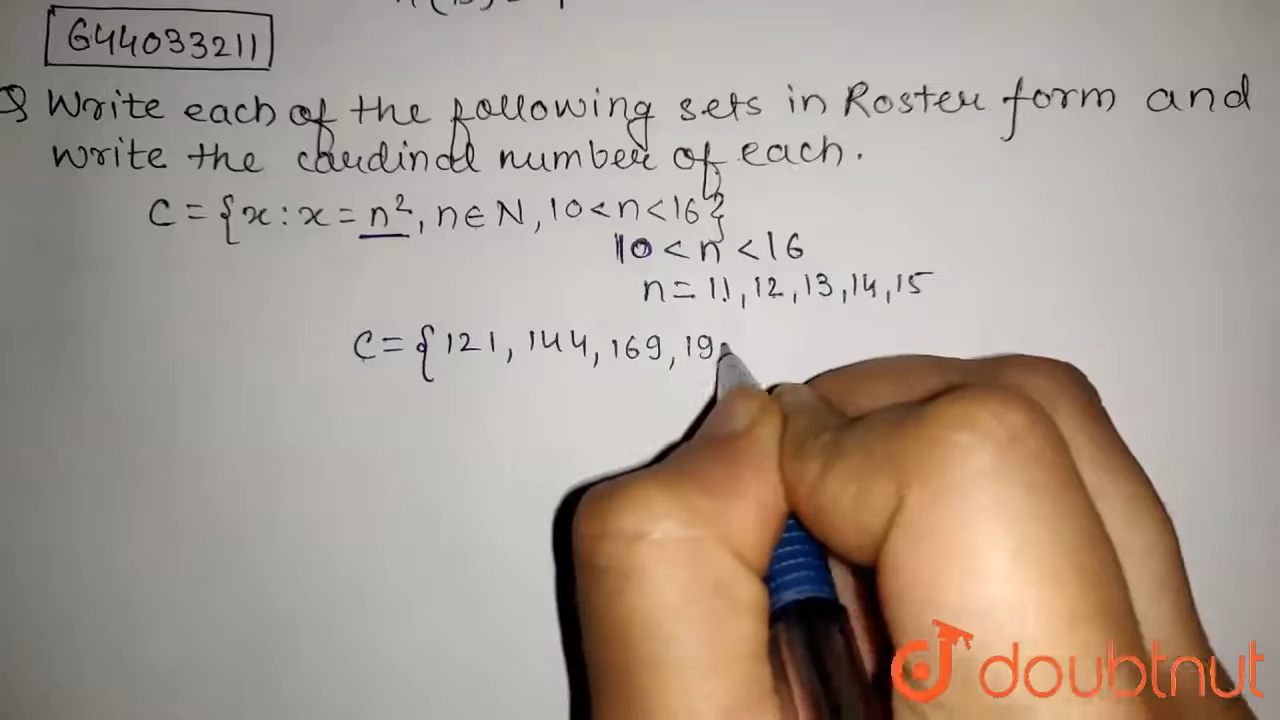 644033211
Q Write each of the following sets in Roster form and
write the cardinal number of each.
C = {x : x = n², n ∈ N, 10 < n < 16}
10 < n < 16
n = 11, 12, 13, 14, 15
C = {121, 144, 169, 19
doubtnut